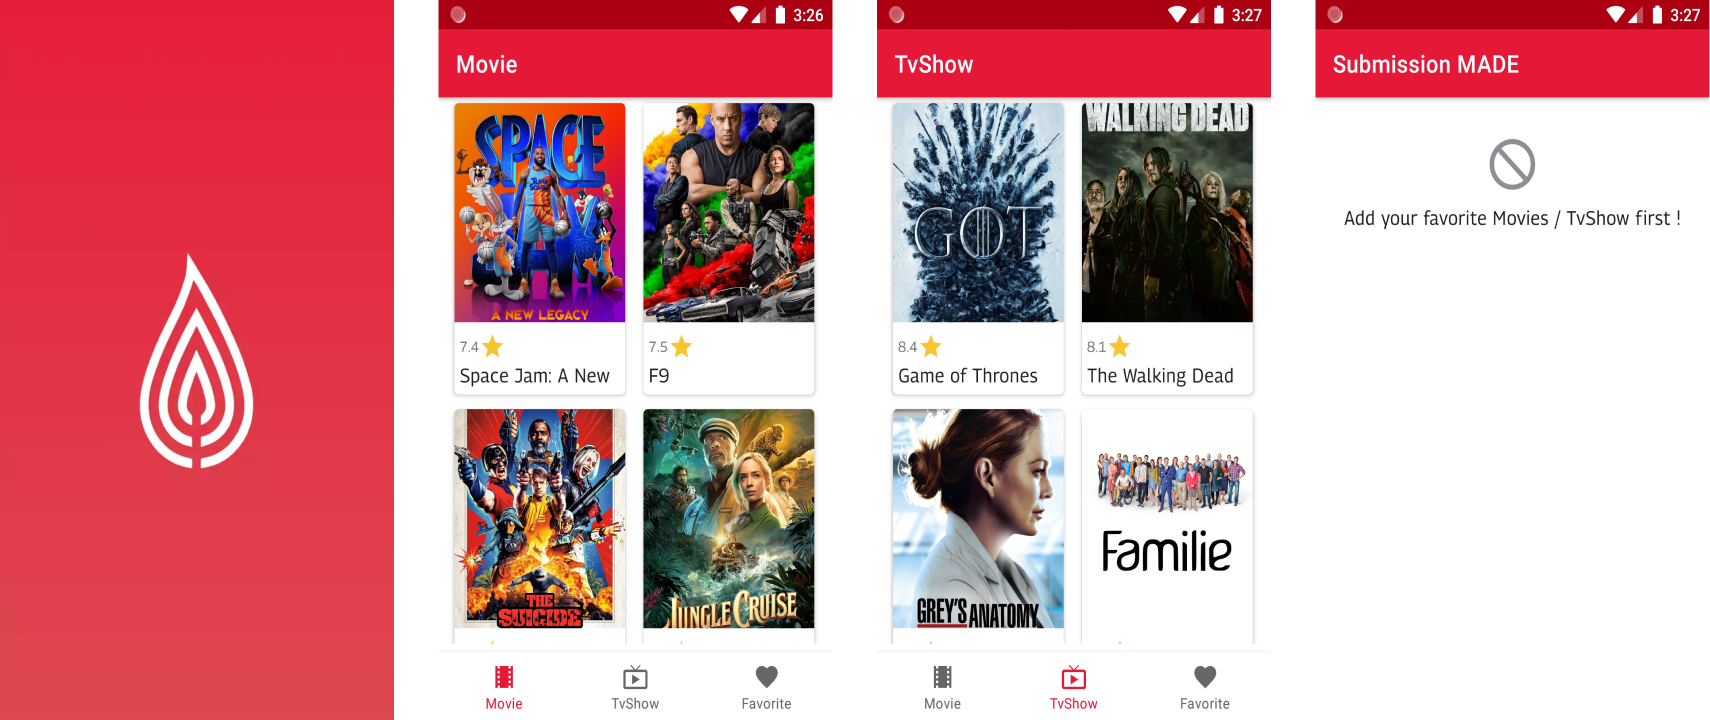 3:26
Movie
SPACE
JAM
A NEW LEGACY
7.4
Space Jam: A New
7.5
F9
THE
SUICIDE
JUNGLE CRUISE
Movie
TvShow
Favorite
3:27
TvShow
GOT
8.4
Game of Thrones
WALKING DEAD
8.1
The Walking Dead
GREY'S ANATOMY
Familie
Movie
TvShow
Favorite
3:27
Submission MADE
Add your favorite Movies / TvShow first !